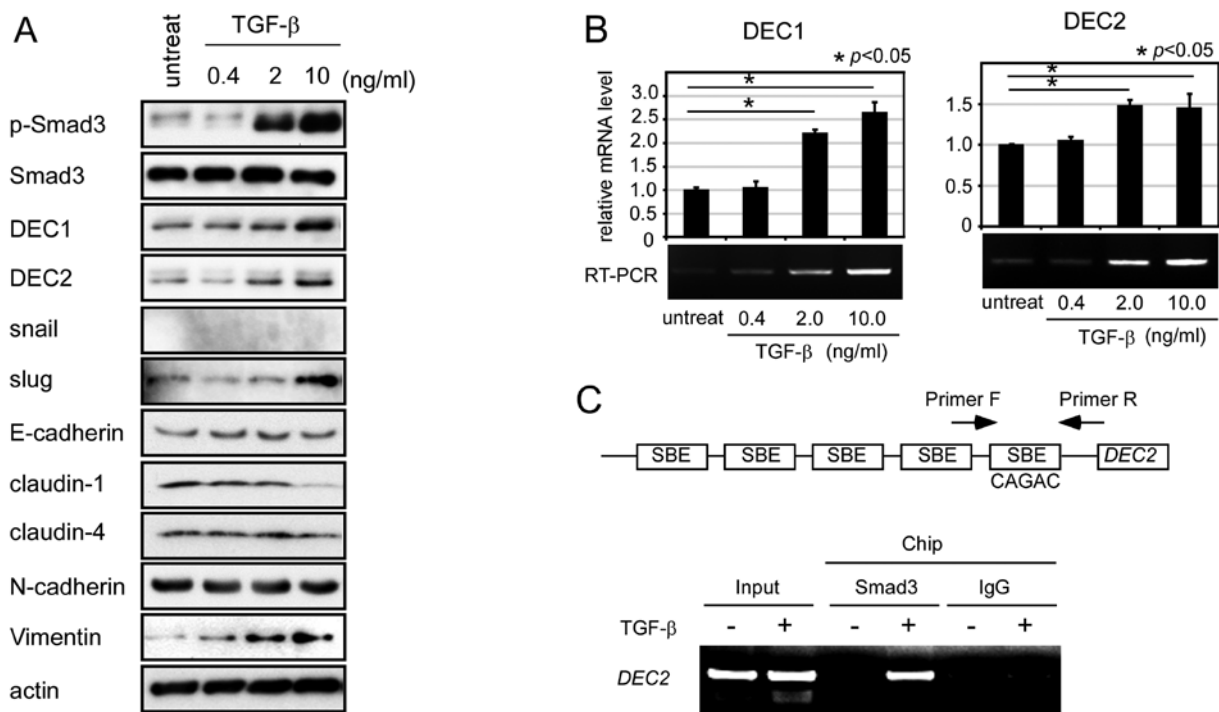 A
TGF-β
untreat
0.4 2 10 (ng/ml)
p-Smad3
Smad3
DEC1
DEC2
snail
slug
E-cadherin
claudin-1
claudin-4
N-cadherin
Vimentin
actin
B
DEC1
* p<0.05
*
*
relative mRNA level
3.0
2.5
2.0
1.5
1.0
0.5
0
RT-PCR
untreat 0.4 2.0 10.0
TGF-β (ng/ml)
DEC2
* p<0.05
*
*
1.5
1.0
0.5
0
untreat 0.4 2.0 10.0
TGF-β (ng/ml)
C
Primer F Primer R
SBE SBE SBE SBE SBE DEC2
CAGAC
Chip
Input Smad3 IgG
TGF-β - + - + - +
DEC2